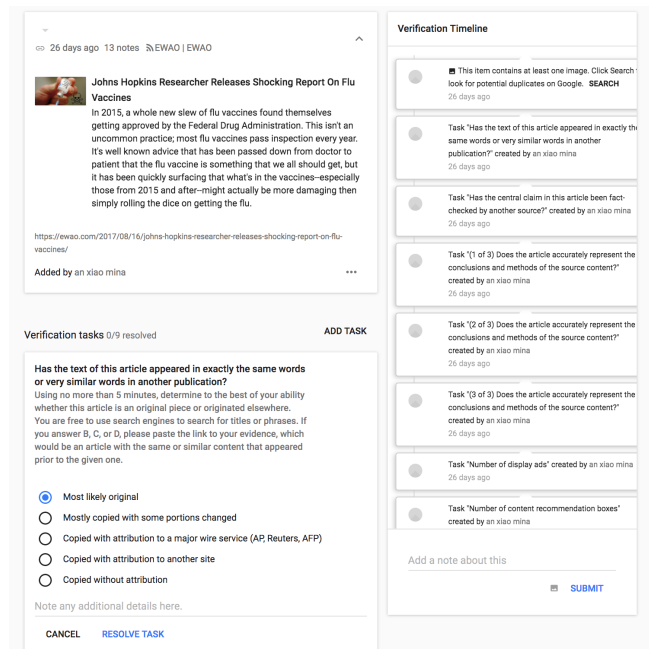 26 days ago 13 notes EWAO | EWAO
Johns Hopkins Researcher Releases Shocking Report On Flu
Vaccines
In 2015, a whole new slew of flu vaccines found themselves
getting approved by the Federal Drug Administration. This isn't an
uncommon practice; most flu vaccines pass inspection every year.
It's well known advice that has been passed down from doctor to
patient that the flu vaccine is something that we all should get, but
it has been quickly surfacing that what's in the vaccines--especially
those from 2015 and after--might actually be more damaging then
simply rolling the dice on getting the flu.
https://ewao.com/2017/08/16/johns-hopkins-researcher-releases-shocking-report-on-flu-
vaccines/
Added by an xiao mina
Verification tasks 0/9 resolved
ADD TASK
Has the text of this article appeared in exactly the same words
or very similar words in another publication?
Using no more than 5 minutes, determine to the best of your ability
whether this article is an original piece or originated elsewhere.
You are free to use search engines to search for titles or phrases. If
you answer B, C, or D, please paste the link to your evidence, which
would be an article with the same or similar content that appeared
prior to the given one.
Most likely original
Mostly copied with some portions changed
Copied with attribution to a major wire service (AP, Reuters, AFP)
Copied with attribution to another site
Copied without attribution
Note any additional details here.
CANCEL RESOLVE TASK
Verification Timeline
This item contains at least one image. Click Search
look for potential duplicates on Google. SEARCH
26 days ago
Task "Has the text of this article appeared in exactly the
same words or very similar words in another
publication?" created by an xiao mina
26 days ago
Task "Has the central claim in this article been fact-
checked by another source?" created by an xiao mina
26 days ago
Task "(1 of 3) Does the article accurately represent the
conclusions and methods of the source content?"
created by an xiao mina
26 days ago
Task "(2 of 3) Does the article accurately represent the
conclusions and methods of the source content?"
created by an xiao mina
26 days ago
Task "(3 of 3) Does the article accurately represent the
conclusions and methods of the source content?"
created by an xiao mina
26 days ago
Task "Number of display ads" created by an xiao mina
26 days ago
Task "Number of content recommendation boxes"
created by an xiao mina
Add a note about this
SUBMIT